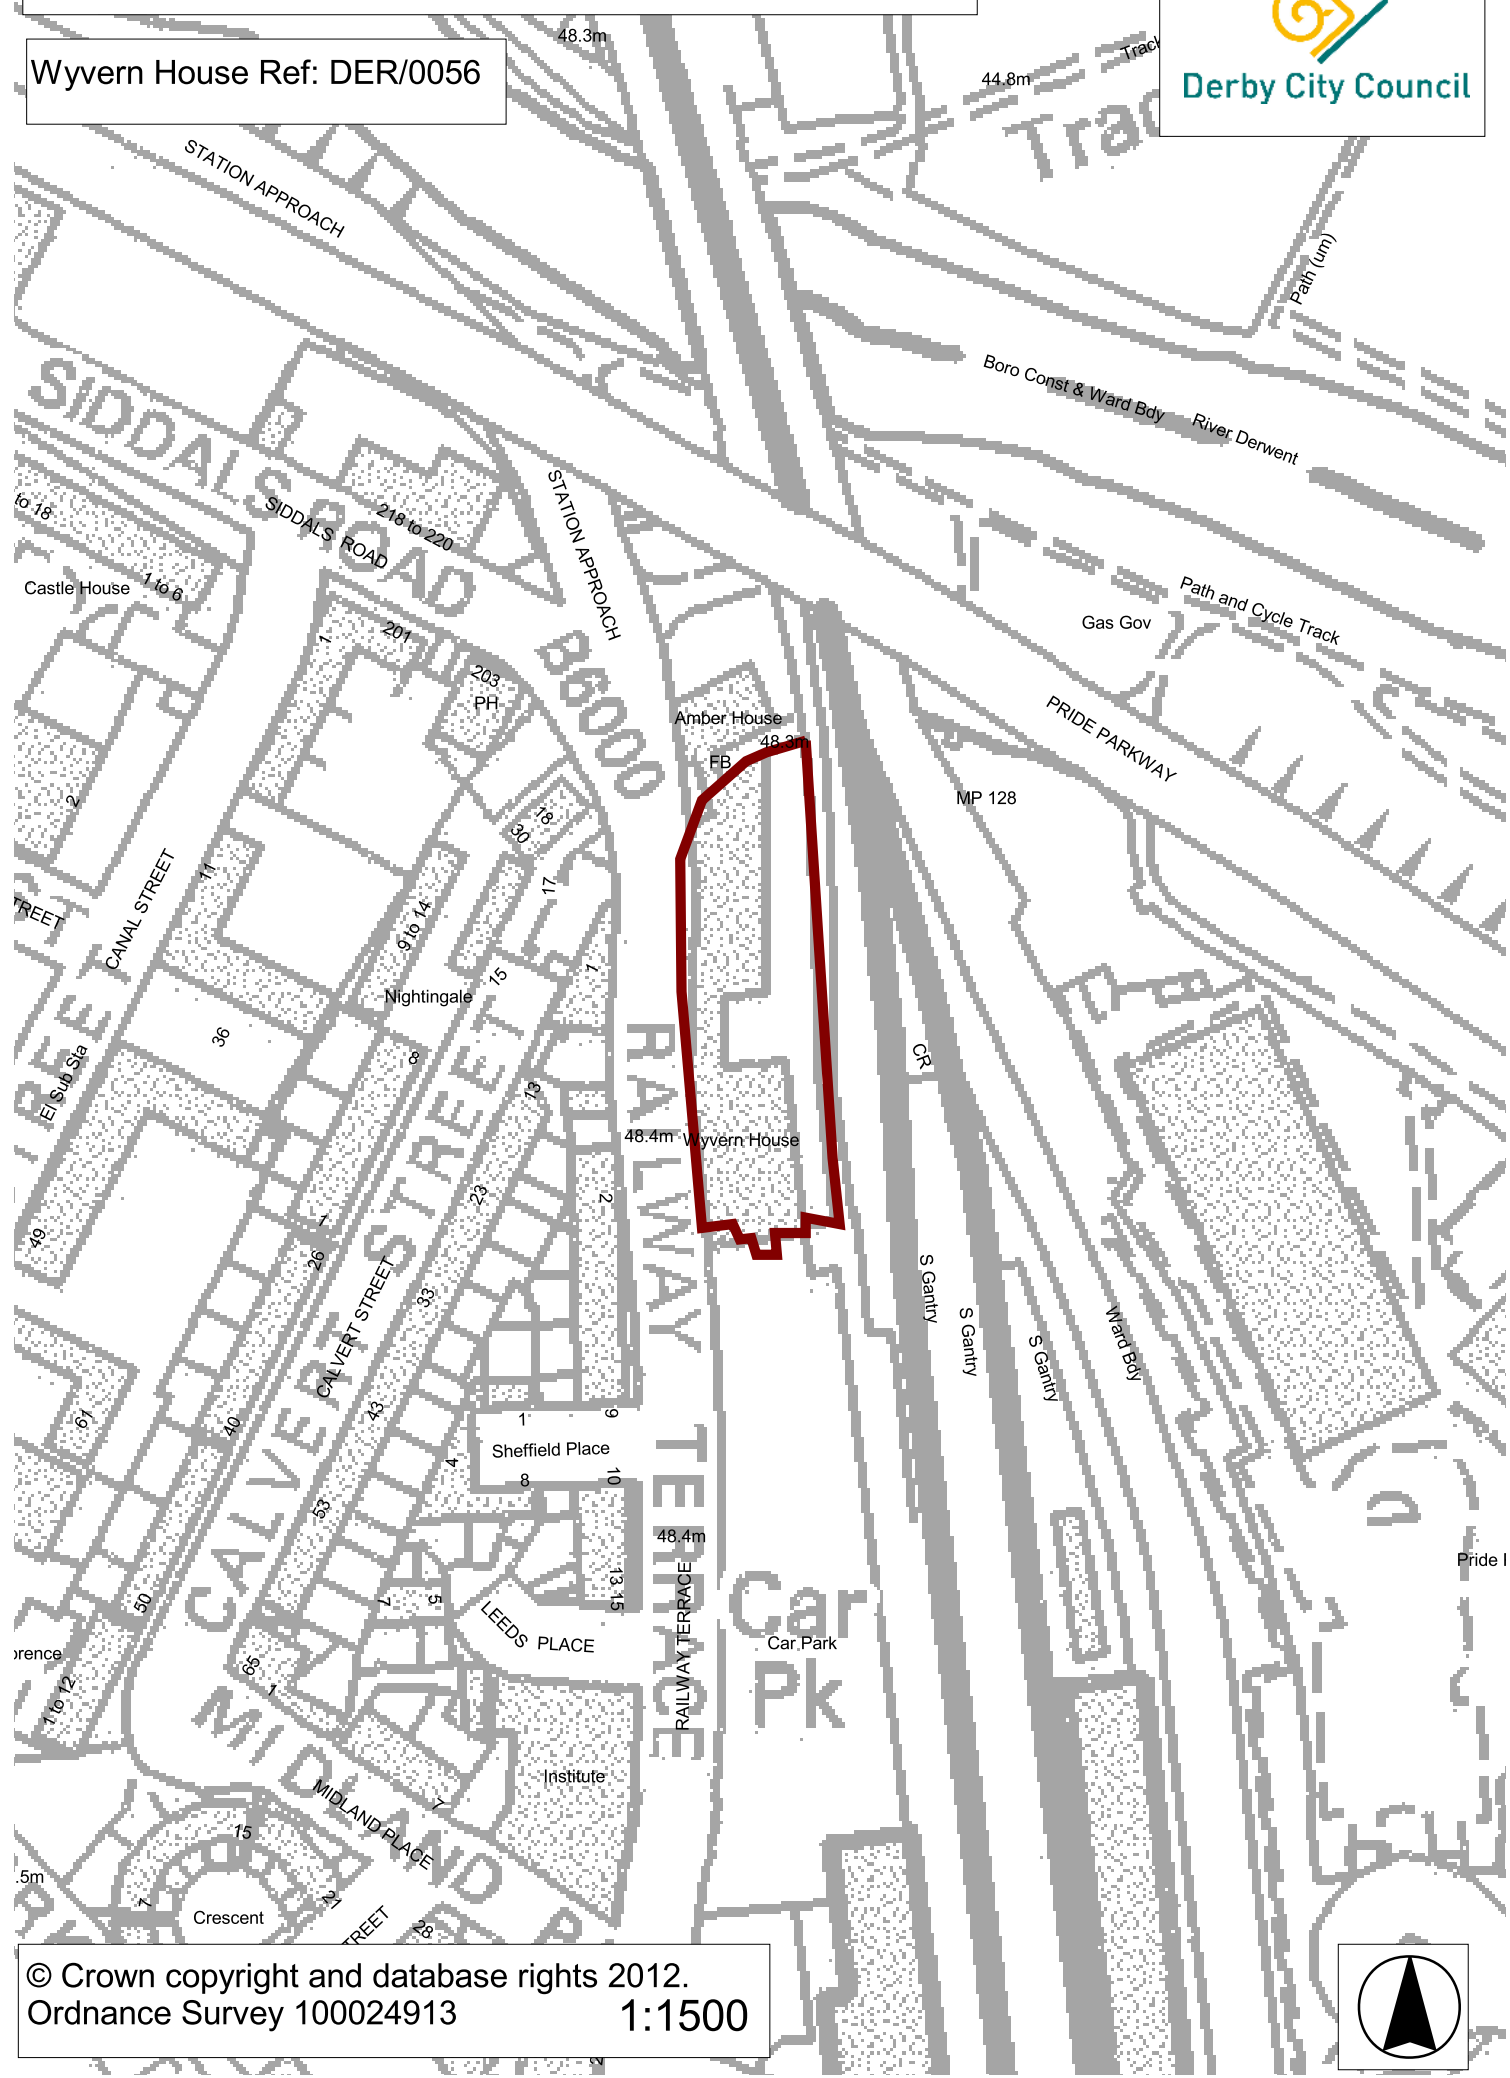 Wyvern House Ref: DER/0056
Derby City Council
48.3m
44.8m
Track
Trac
STATION APPROACH
Path (um)
Boro Const & Ward Bdy
River Derwent
SIDDALS ROAD
SIDDALS ROAD
218 to 220
to 18
Castle House
1 to 6
STATION APPROACH
Path and Cycle Track
Gas Gov
1
201
203
PH
B6000
Amber House
48.3m
FB
PRIDE PARKWAY
MP 128
2
18
30
17
11
CANAL STREET
TREET
9 to 14
Nightingale
15
1
36
8
El Sub Sta
13
CR
RAILWAY TERRACE
48.4m
Wyvern House
23
2
49
1
26
CALVERT STREET
CALVERT STREET
33
S Gantry
S Gantry
S Gantry
Ward Bdy
61
40
43
1
9
Sheffield Place
4
8
10
53
48.4m
13
15
50
7
5
LEEDS PLACE
RAILWAY TERRACE
Car Pk
Car Park
Pride
orence
1 to 12
65
1
MIDLAND
MIDLAND PLACE
7
Institute
15
.5m
7
21
Crescent
TREET
28
© Crown copyright and database rights 2012.
Ordnance Survey 100024913
1:1500